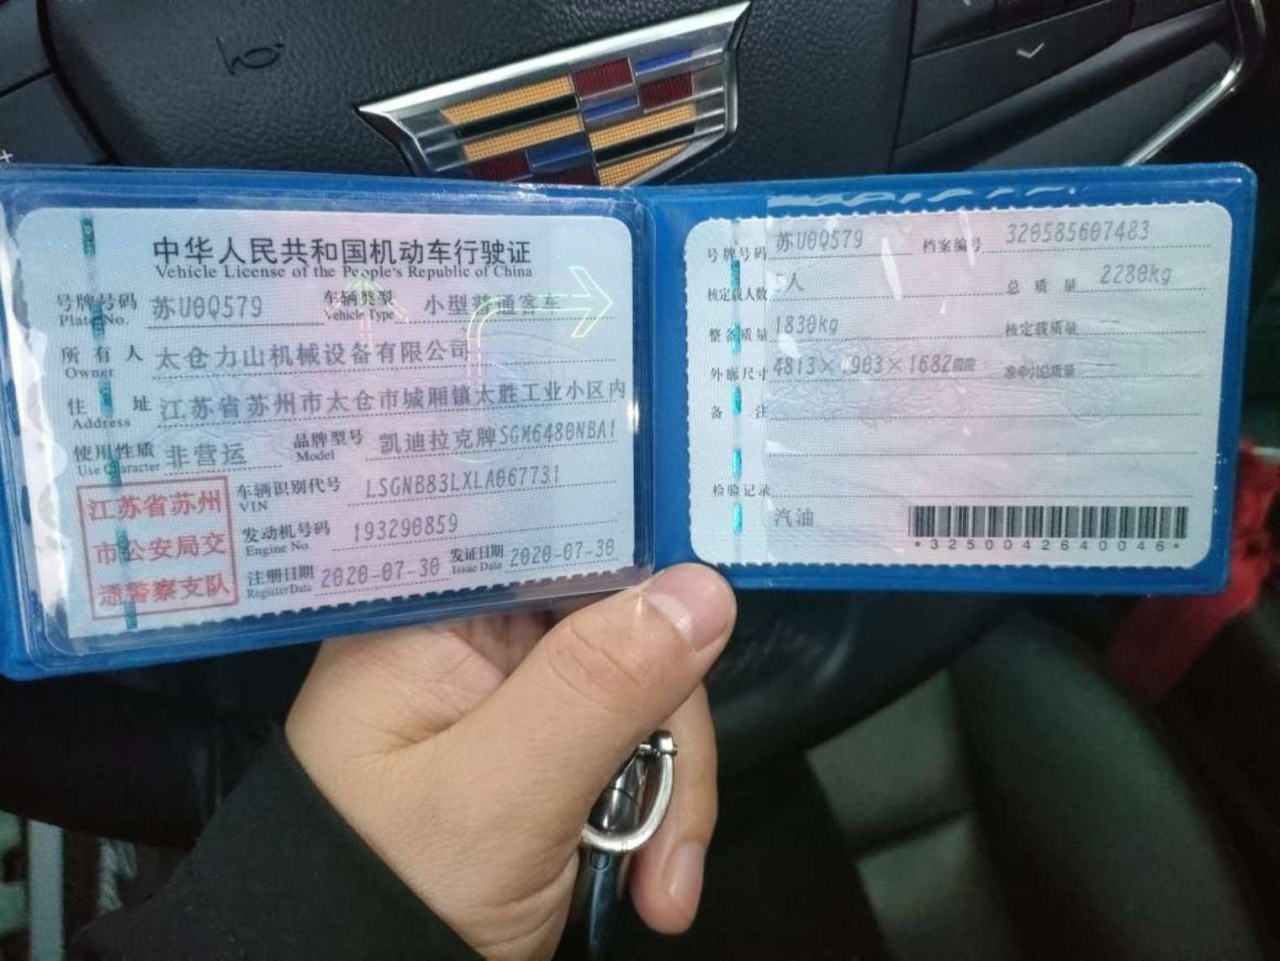 中华人民共和国机动车行驶证
Vehicle License of the People's Republic of China
号牌号码 苏U0Q579 车辆类型 小型普通客车
Plate No. Vehicle Type
所有人 太仓力山机械设备有限公司
Owner
住址 江苏省苏州市太仓市城厢镇太胜工业小区内
Address
使用性质 非营运 品牌型号 凯迪拉克牌SGM6480NBA1
Use Character Model
江苏省苏州
市公安局交
通警察支队
车辆识别代号 LSGNB83LXLA067731
VIN
发动机号码 193290859
Engine No.
注册日期 2020-07-30 发证日期 2020-07-30
Register Date Issue Date
号牌号码 苏U0Q579 档案编号 320585607483
核定载人数 5人 总质量 2280kg
整备质量 1830kg 核定载质量
外廓尺寸 4813×1903×1682mm 准牵引总质量
备注
检验记录
汽油
*3250042640046*